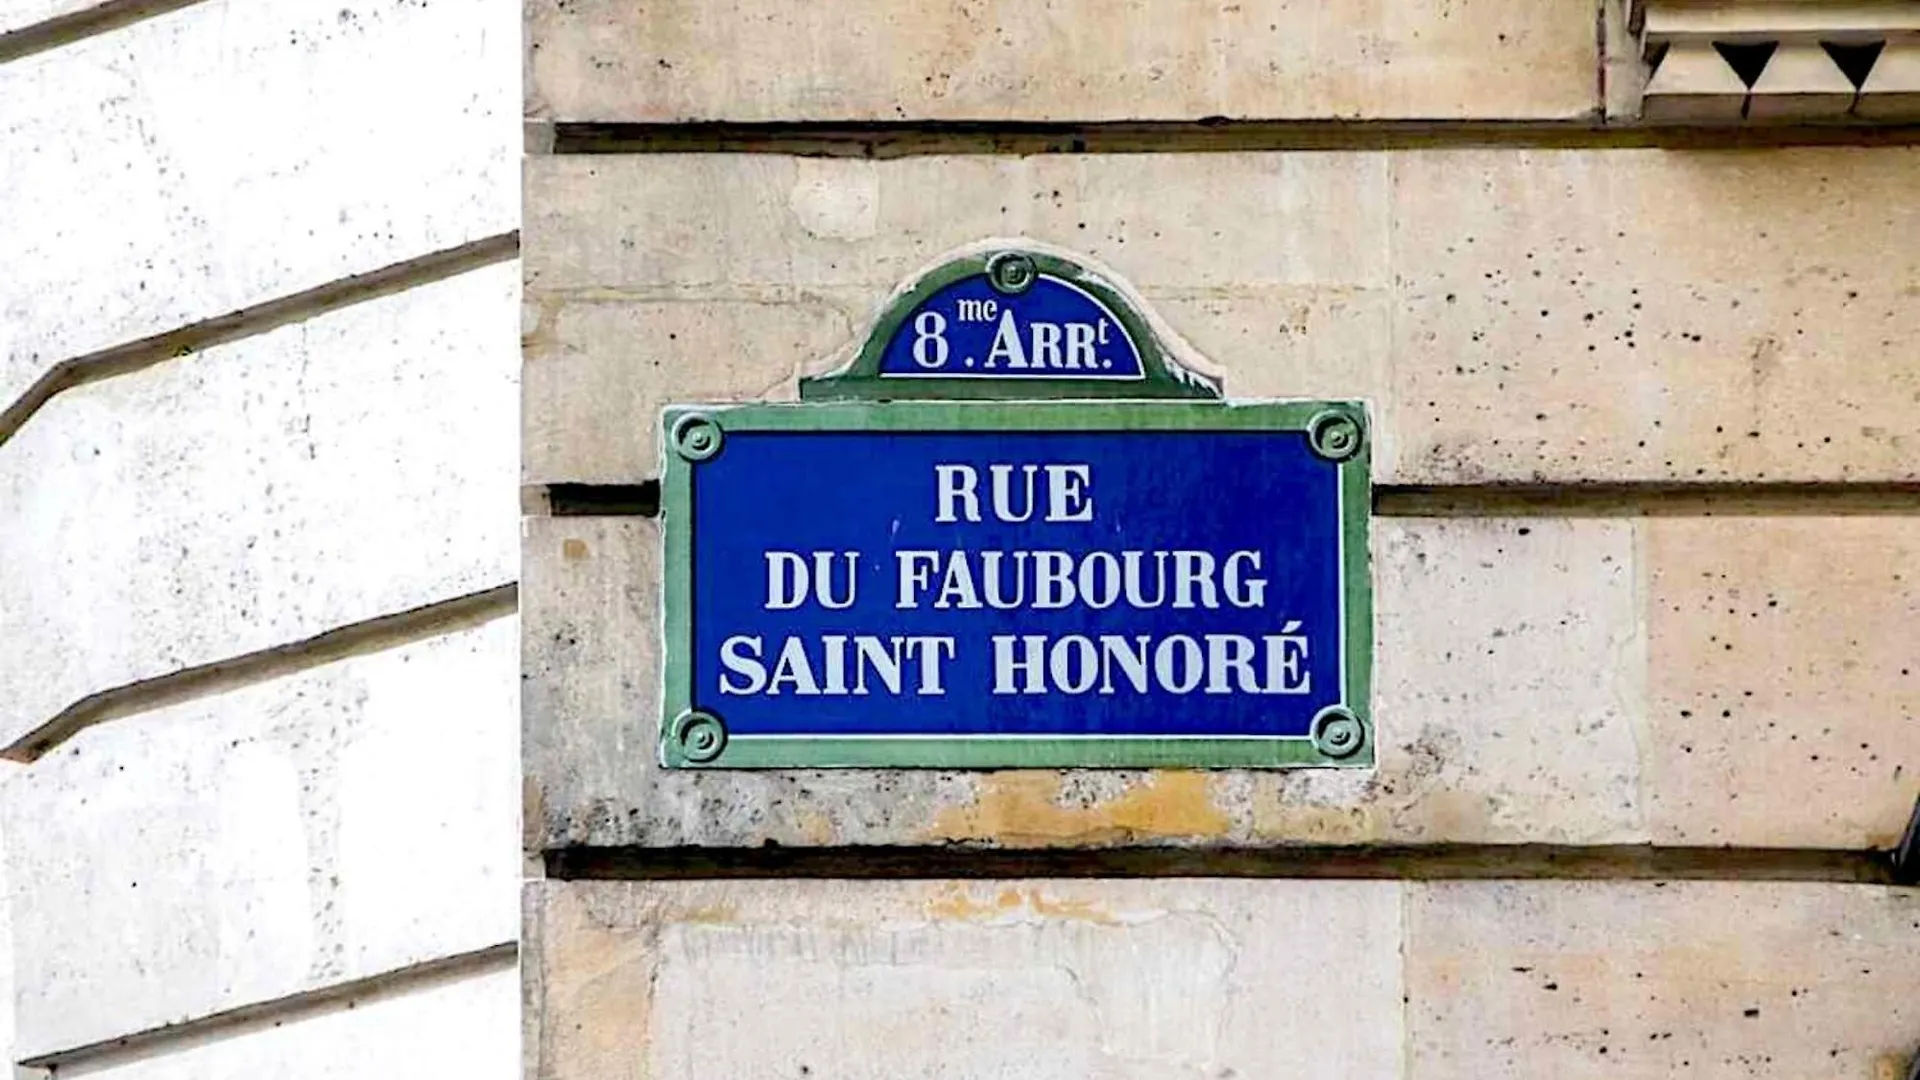 8me. ARRt.
RUE
DU FAUBOURG
SAINT HONORÉ